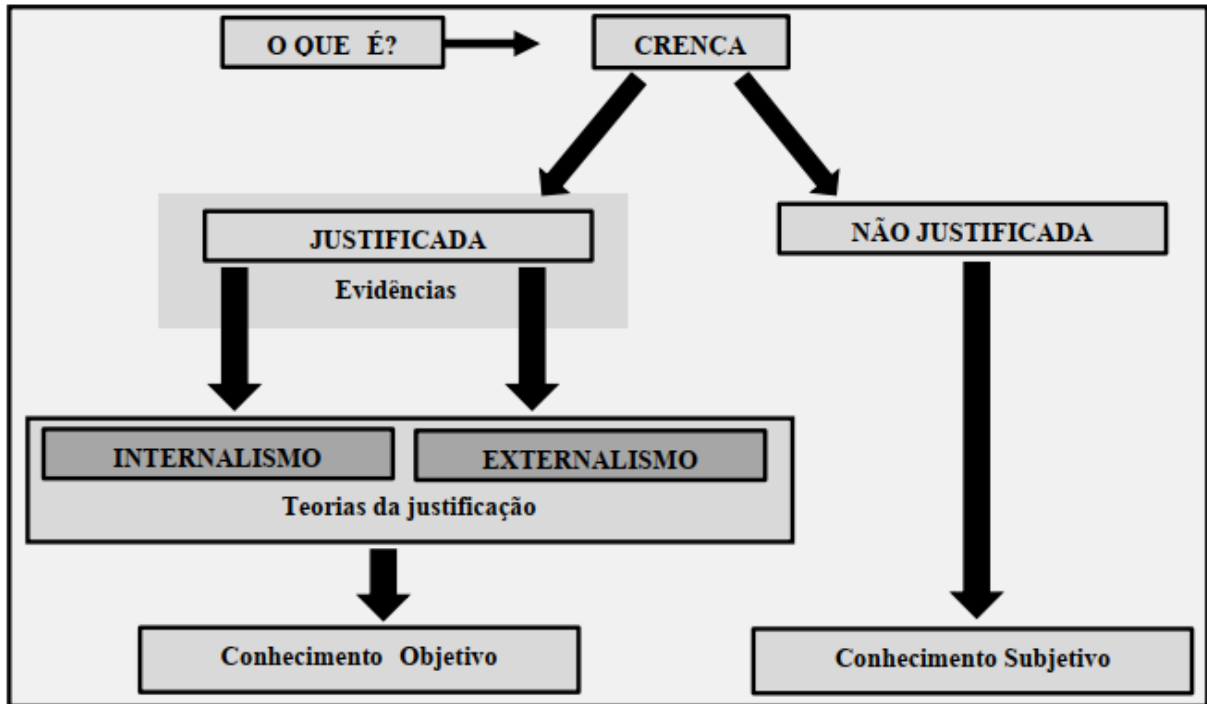 O QUE É?
CRENÇA
JUSTIFICADA
NÃO JUSTIFICADA
Evidências
INTERNALISMO
EXTERNALISMO
Teorias da justificação
Conhecimento Objetivo
Conhecimento Subjetivo